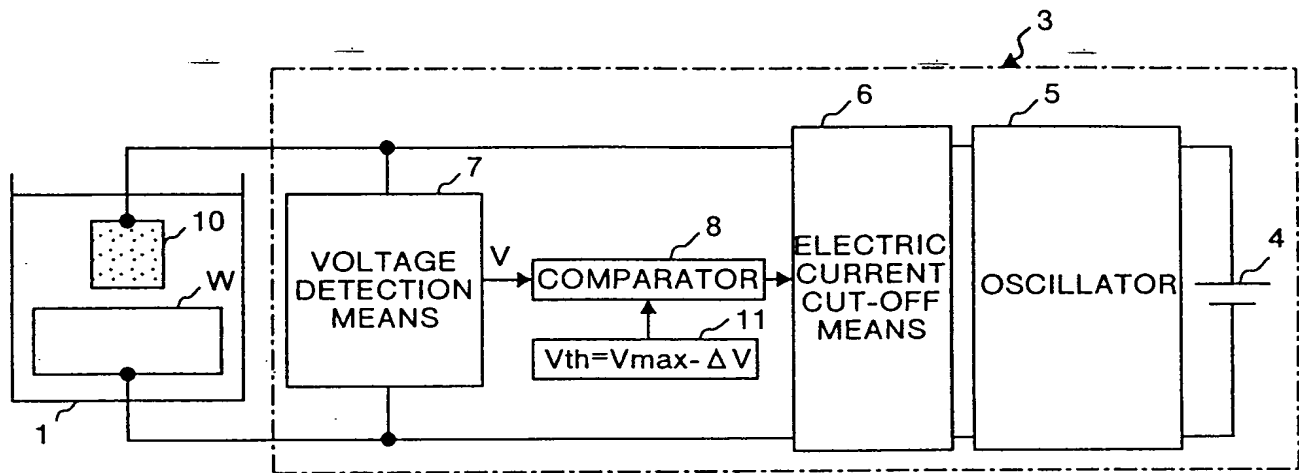 3
6
5
7
10
W
VOLTAGE
DETECTION
MEANS
V
8
COMPARATOR
11
Vth=Vmax-ΔV
ELECTRIC
CURRENT
CUT-OFF
MEANS
OSCILLATOR
4
1